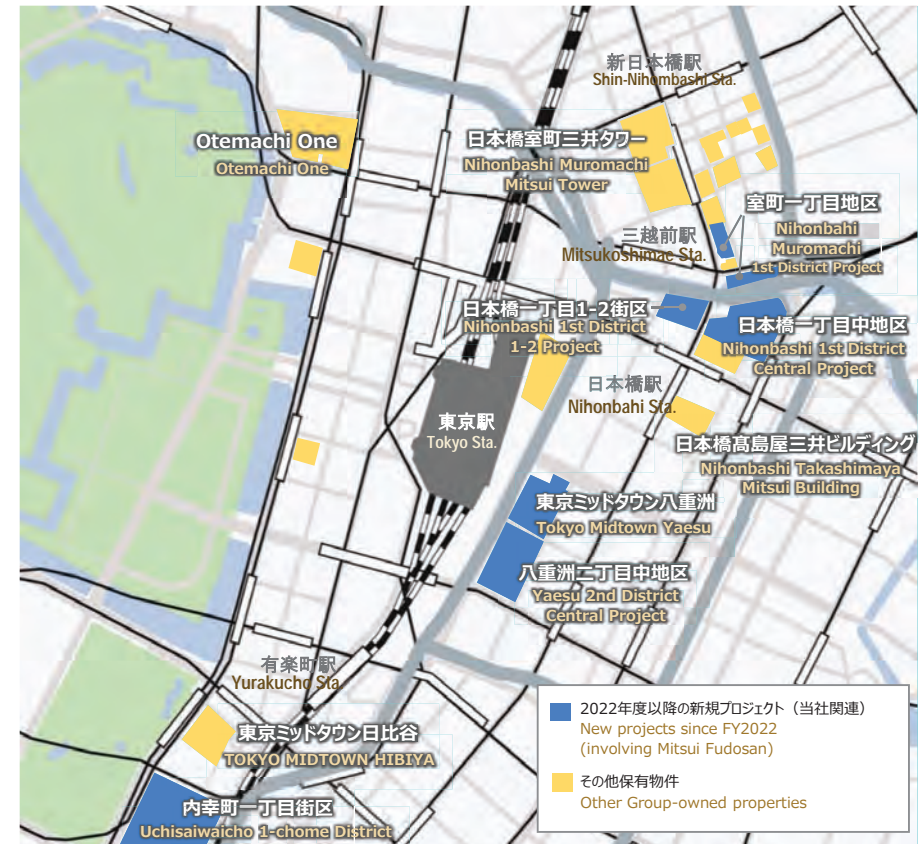 新日本橋駅
Shin-Nihombashi Sta.
Otemachi One
Otemachi One
日本橋室町三井タワー
Nihonbashi Muromachi
Mitsui Tower
室町一丁目地区
Nihonbahi
Muromachi
1st District Project
三越前駅
Mitsukoshimae Sta.
日本橋一丁目1-2街区
Nihonbashi 1st District
1-2 Project
日本橋一丁目中地区
Nihonbashi 1st District
Central Project
日本橋駅
Nihonbahi Sta.
東京駅
Tokyo Sta.
日本橋髙島屋三井ビルディング
Nihonbashi Takashimaya
Mitsui Building
東京ミッドタウン八重洲
Tokyo Midtown Yaesu
八重洲二丁目中地区
Yaesu 2nd District
Central Project
有楽町駅
Yurakucho Sta.
東京ミッドタウン日比谷
TOKYO MIDTOWN HIBIYA
内幸町一丁目街区
Uchisaiwaicho 1-chome District
2022年度以降の新規プロジェクト（当社関連）
New projects since FY2022
(involving Mitsui Fudosan)
その他保有物件
Other Group-owned properties